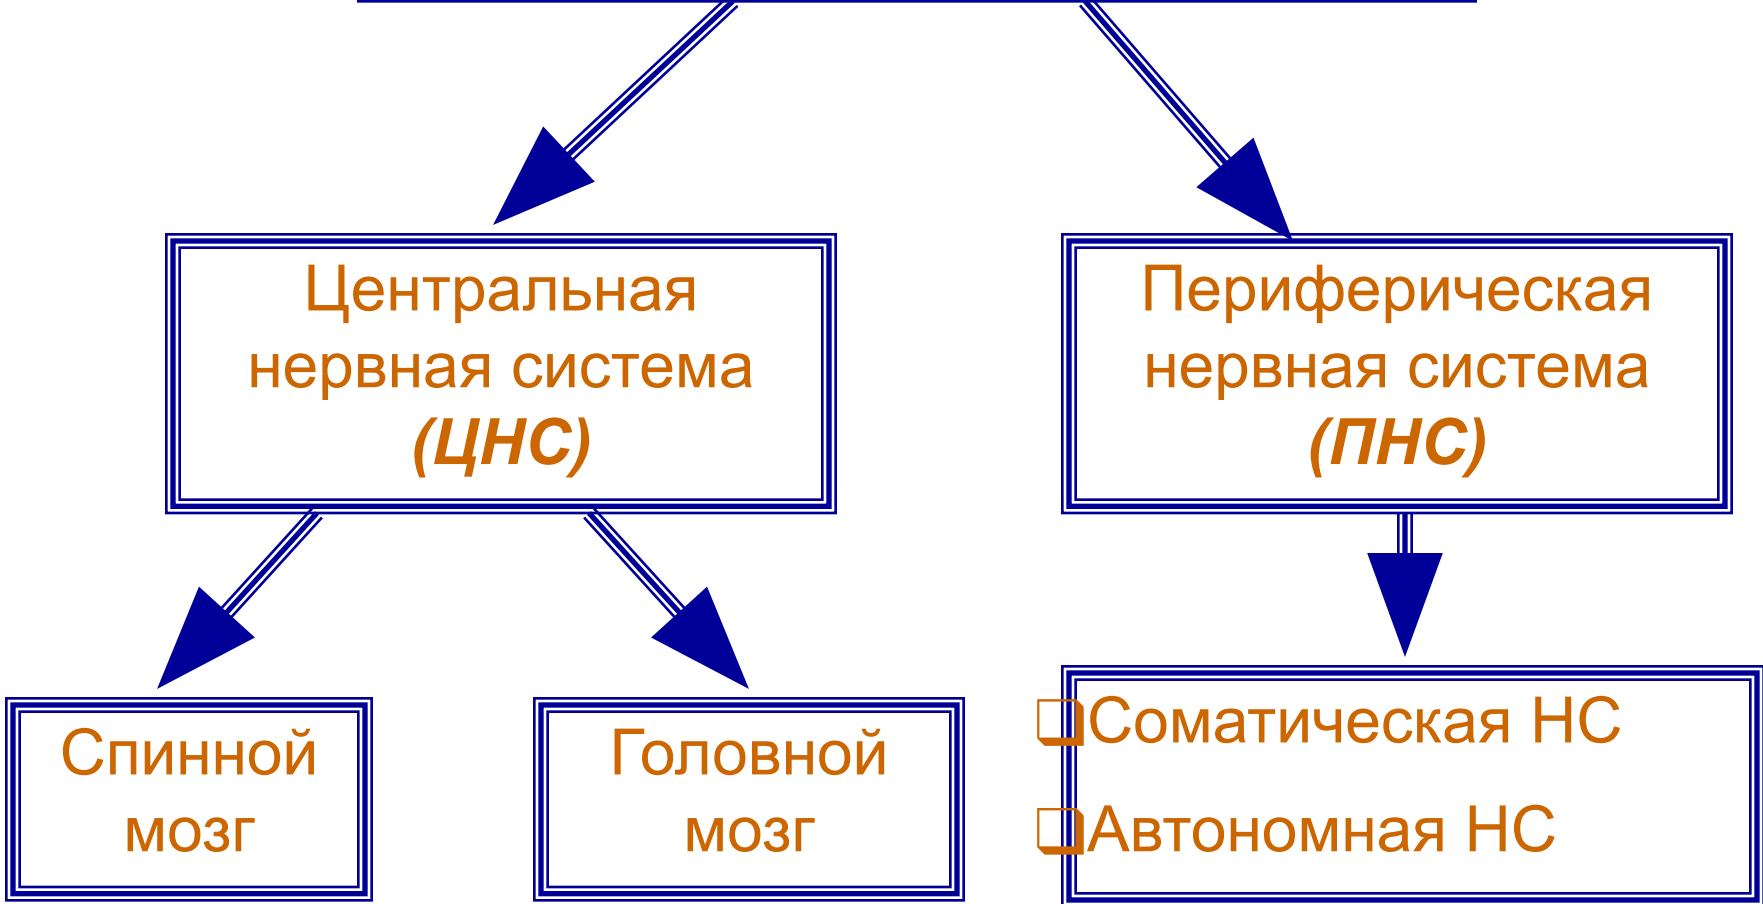 Центральная
нервная система
(ЦНС)
Периферическая
нервная система
(ПНС)
Спинной
мозг
Головной
мозг
❑Соматическая НС
❑Автономная НС